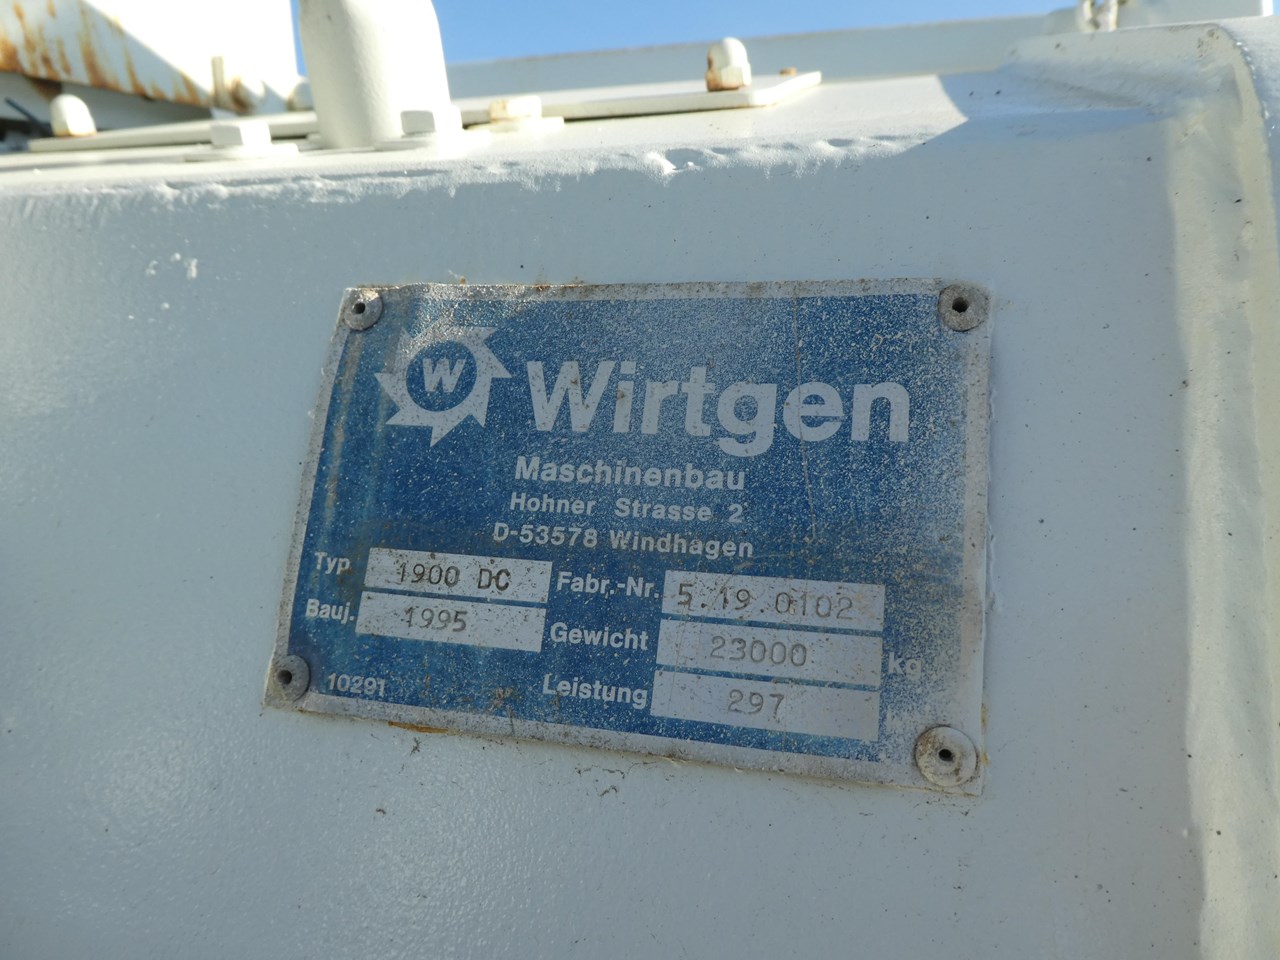 W Wirtgen
Maschinenbau
Hohner Strasse 2
D-53578 Windhagen
Typ 1900 DC Fabr.-Nr. 5.19.0102
Bauj. 1995 Gewicht 23000 kg
10291 Leistung 297